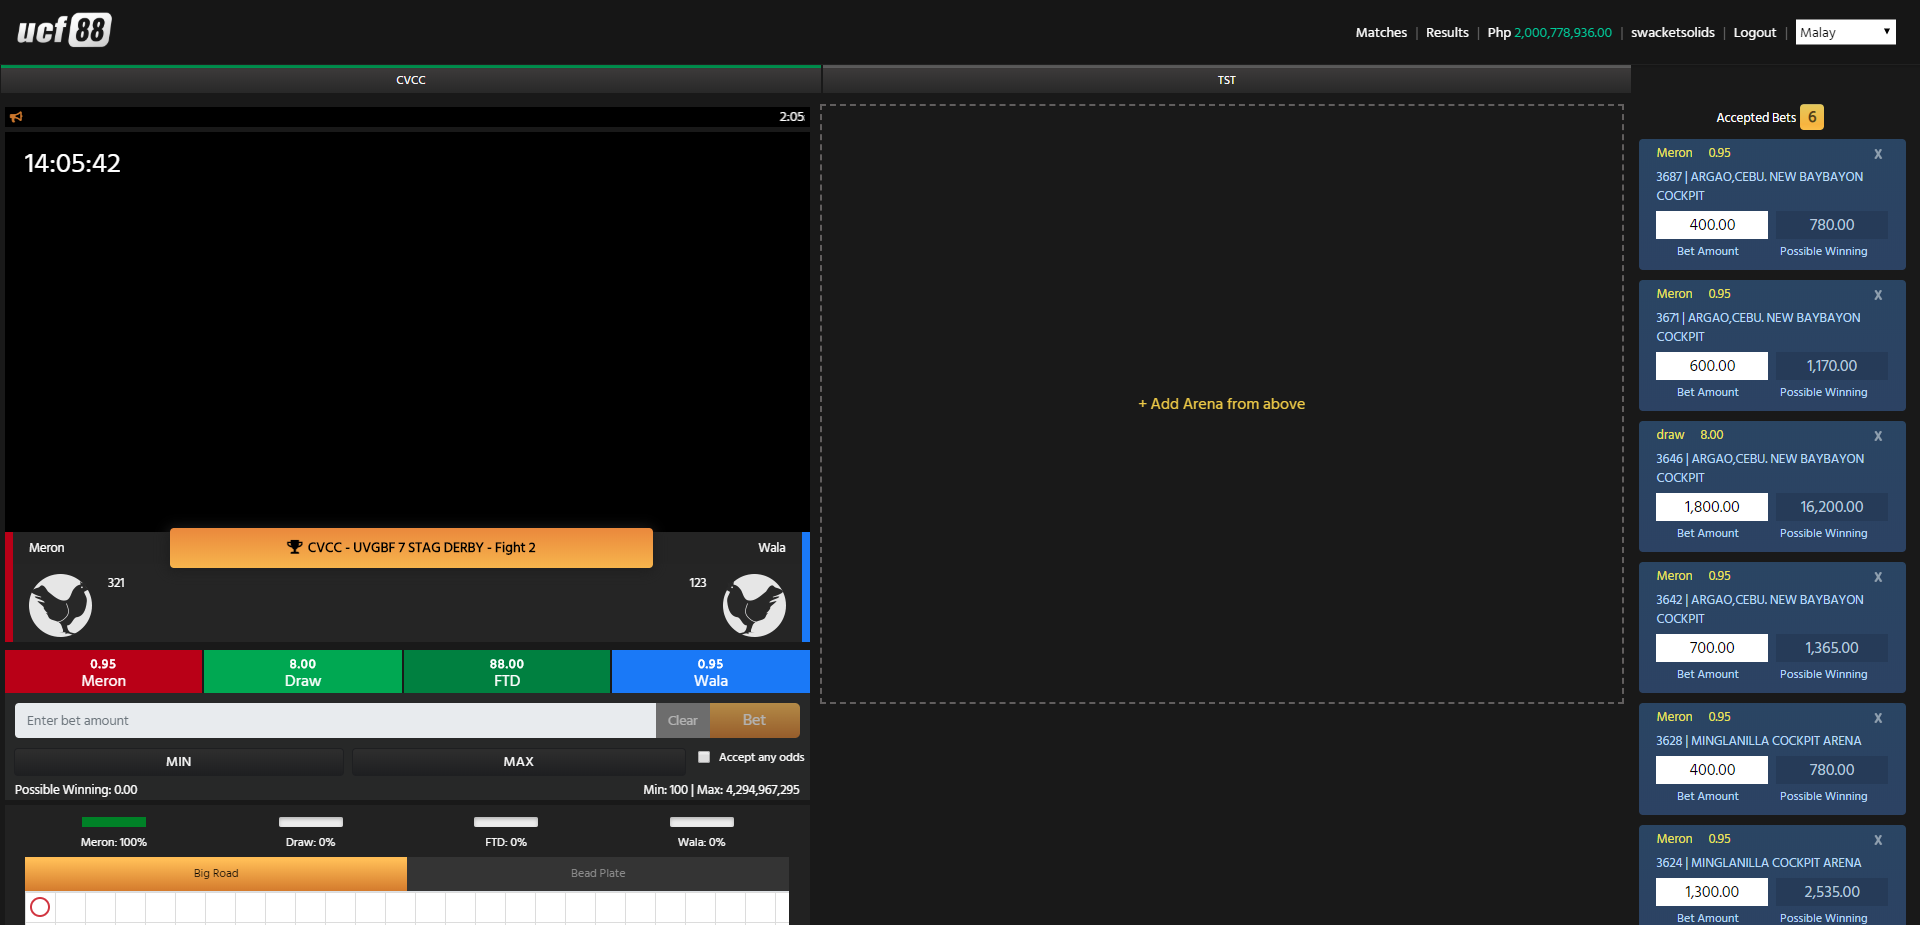 ucf 88
Matches | Results | Php 2,000,778,936.00 | swacketsolids | Logout | Malay
CVCC
TST
2:05
14:05:42
Meron
CVCC - UVGBF 7 STAG DERBY - Fight 2
Wala
321
123
0.95
Meron
8.00
Draw
88.00
FTD
0.95
Wala
Enter bet amount
Clear
Bet
MIN
MAX
Accept any odds
Possible Winning: 0.00
Min: 100 | Max: 4,294,967,295
Meron: 100%
Draw: 0%
FTD: 0%
Wala: 0%
Big Road
Bead Plate
+ Add Arena from above
Accepted Bets 6
Meron 0.95 X
3687 | ARGAO,CEBU. NEW BAYBAYON
COCKPIT
400.00 780.00
Bet Amount Possible Winning
Meron 0.95 X
3671 | ARGAO,CEBU. NEW BAYBAYON
COCKPIT
600.00 1,170.00
Bet Amount Possible Winning
draw 8.00 X
3646 | ARGAO,CEBU. NEW BAYBAYON
COCKPIT
1,800.00 16,200.00
Bet Amount Possible Winning
Meron 0.95 X
3642 | ARGAO,CEBU. NEW BAYBAYON
COCKPIT
700.00 1,365.00
Bet Amount Possible Winning
Meron 0.95 X
3628 | MINGLANILLA COCKPIT ARENA
400.00 780.00
Bet Amount Possible Winning
Meron 0.95 X
3624 | MINGLANILLA COCKPIT ARENA
1,300.00 2,535.00
Bet Amount Possible Winning